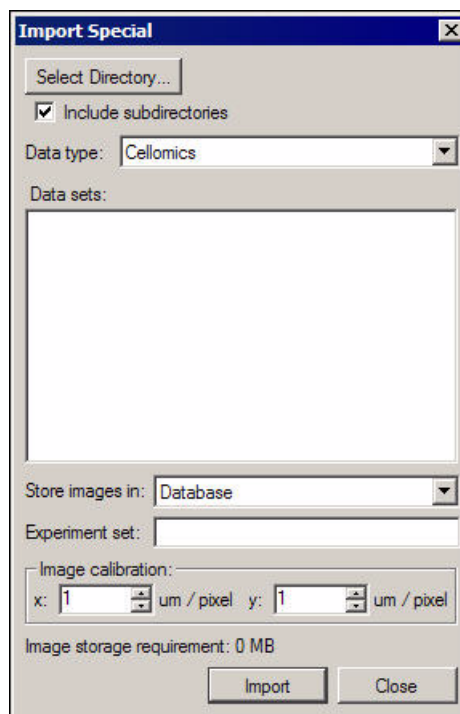 Import Special
Select Directory...
Include subdirectories
Data type: Cellomics
Data sets:
Store images in: Database
Experiment set:
Image calibration:
x: 1 um / pixel y: 1 um / pixel
Image storage requirement: 0 MB
Import Close